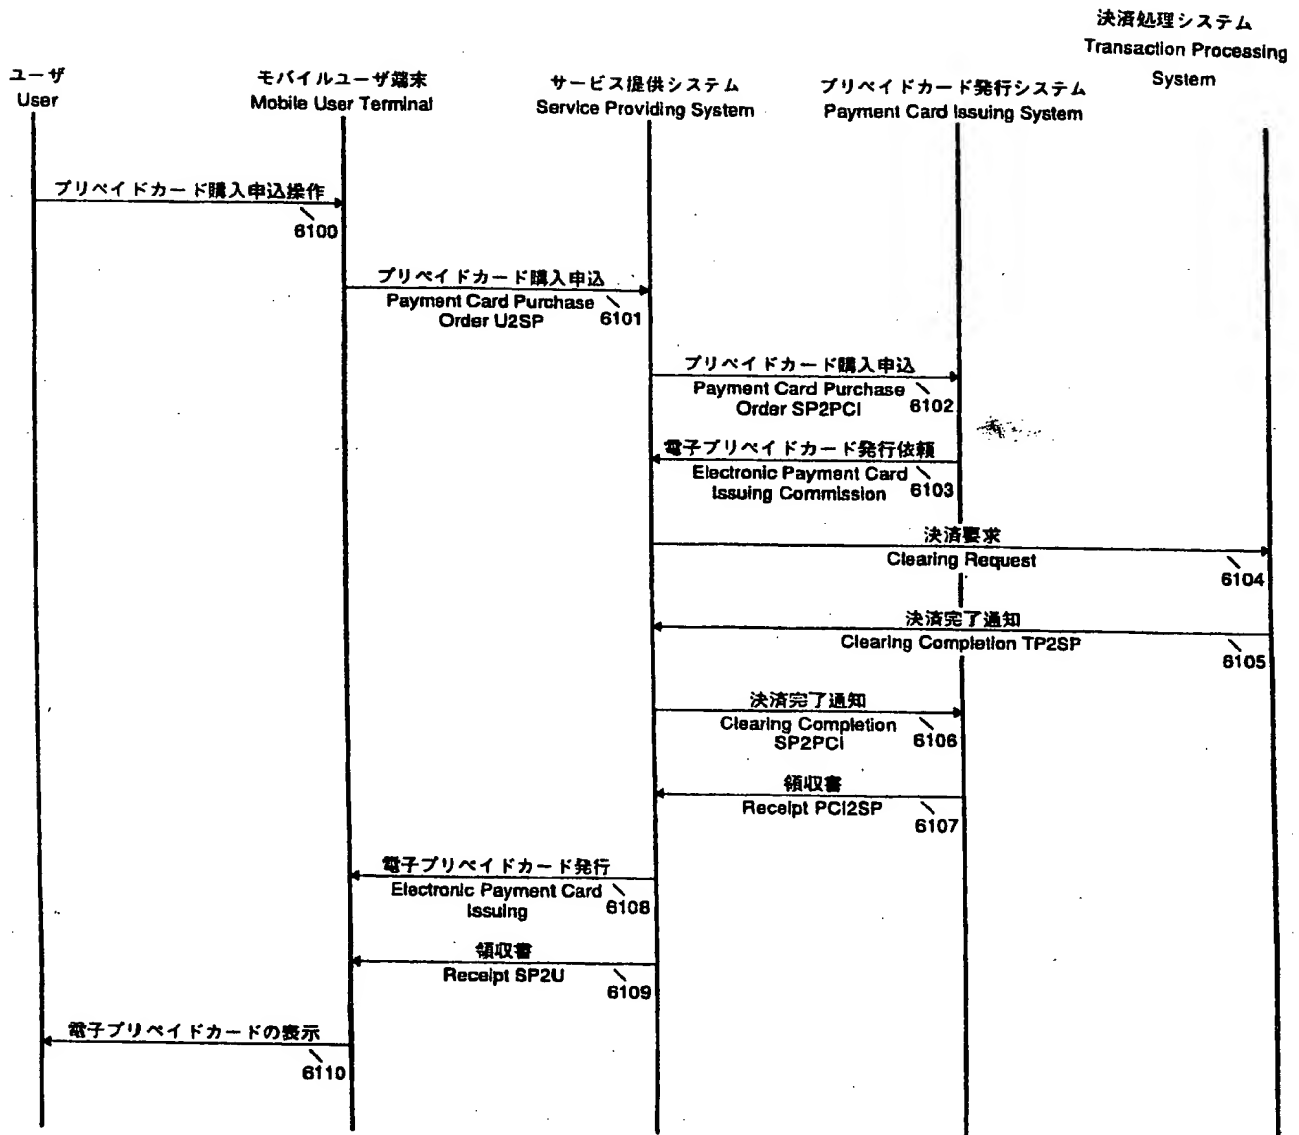 決済処理システム
Transaction Processing
System
ユーザ
User
モバイルユーザ端末
Mobile User Terminal
サービス提供システム
Service Providing System
プリペイドカード発行システム
Payment Card Issuing System
プリペイドカード購入申込操作
6100
プリペイドカード購入申込
Payment Card Purchase
Order U2SP
6101
プリペイドカード購入申込
Payment Card Purchase
Order SP2PCI
6102
電子プリペイドカード発行依頼
Electronic Payment Card
Issuing Commission
6103
決済要求
Clearing Request
6104
決済完了通知
Clearing Completion TP2SP
6105
決済完了通知
Clearing Completion
SP2PCI
6106
領収書
Receipt PCI2SP
6107
電子プリペイドカード発行
Electronic Payment Card
Issuing
6108
領収書
Receipt SP2U
6109
電子プリペイドカードの表示
6110